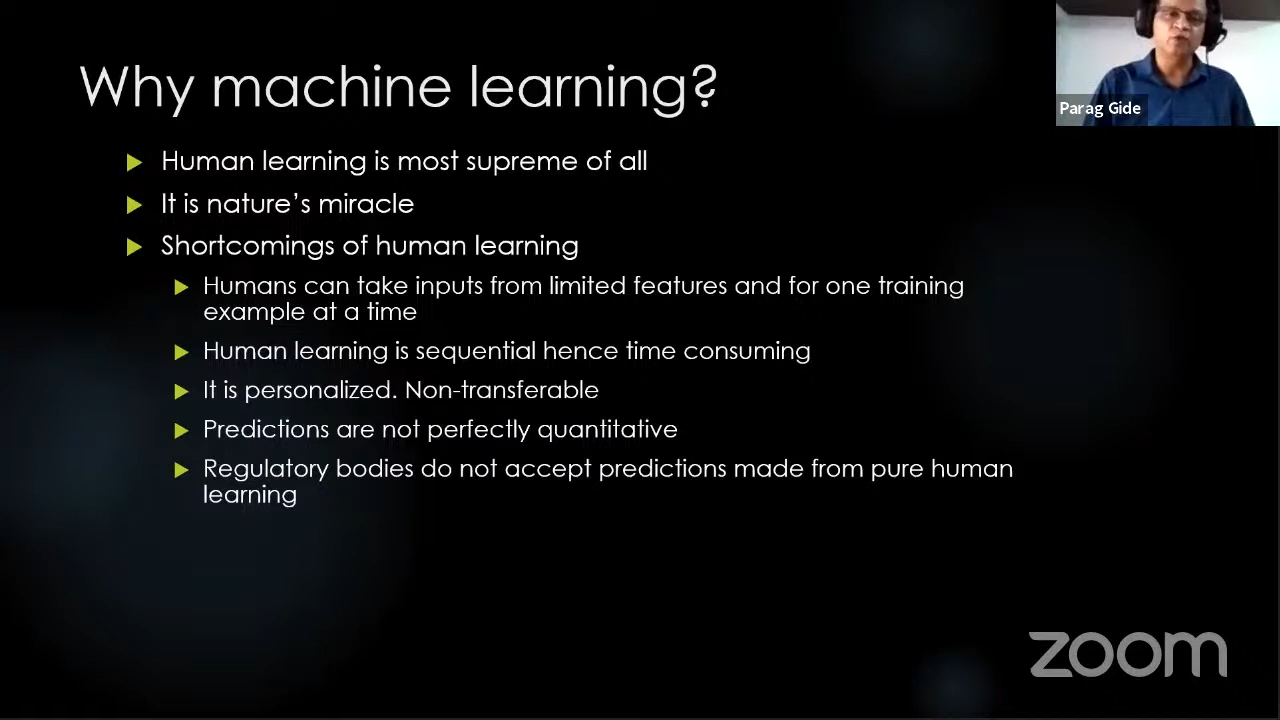 Why machine learning?
Parag Gide
Human learning is most supreme of all
It is nature's miracle
Shortcomings of human learning
Humans can take inputs from limited features and for one training
example at a time
Human learning is sequential hence time consuming
It is personalized. Non-transferable
Predictions are not perfectly quantitative
Regulatory bodies do not accept predictions made from pure human
learning
zoom